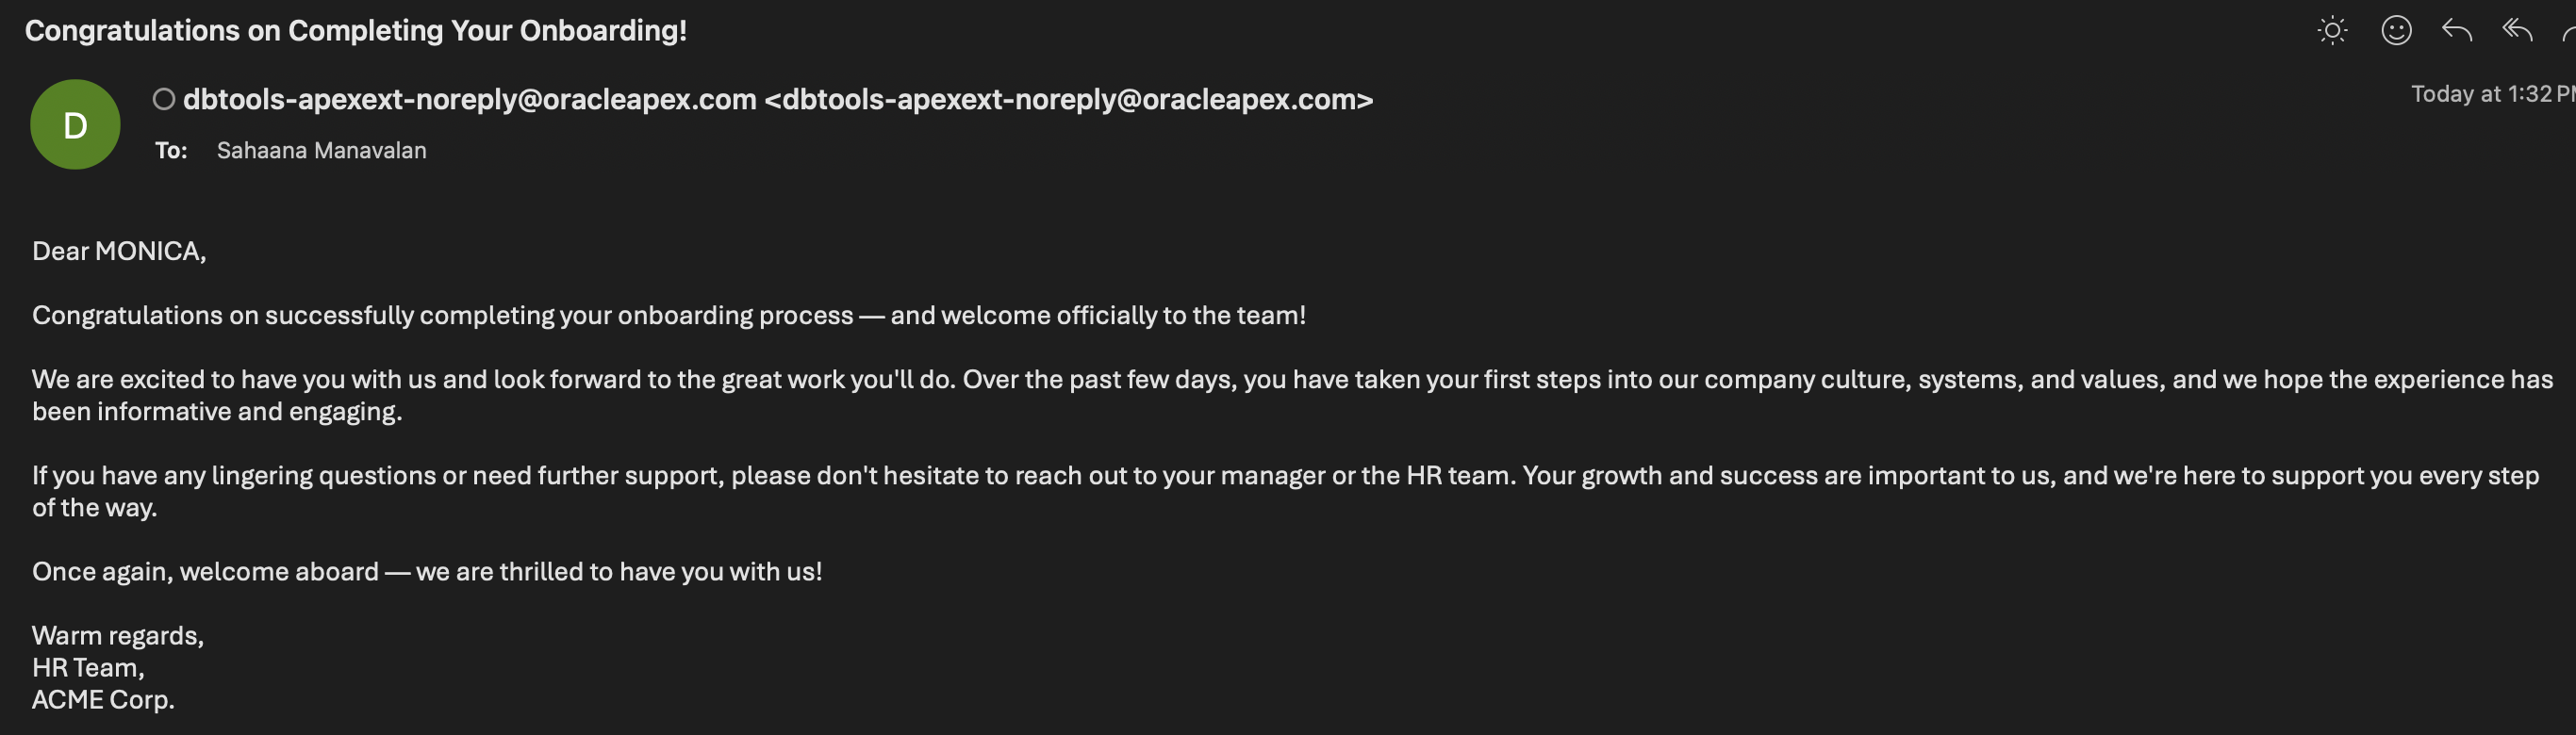 Congratulations on Completing Your Onboarding!
D
dbtools-apexext-noreply@oracleapex.com <dbtools-apexext-noreply@oracleapex.com>
Today at 1:32 PM
To: Sahaana Manavalan
Dear MONICA,
Congratulations on successfully completing your onboarding process — and welcome officially to the team!
We are excited to have you with us and look forward to the great work you'll do. Over the past few days, you have taken your first steps into our company culture, systems, and values, and we hope the experience has
been informative and engaging.
If you have any lingering questions or need further support, please don't hesitate to reach out to your manager or the HR team. Your growth and success are important to us, and we're here to support you every step
of the way.
Once again, welcome aboard — we are thrilled to have you with us!
Warm regards,
HR Team,
ACME Corp.